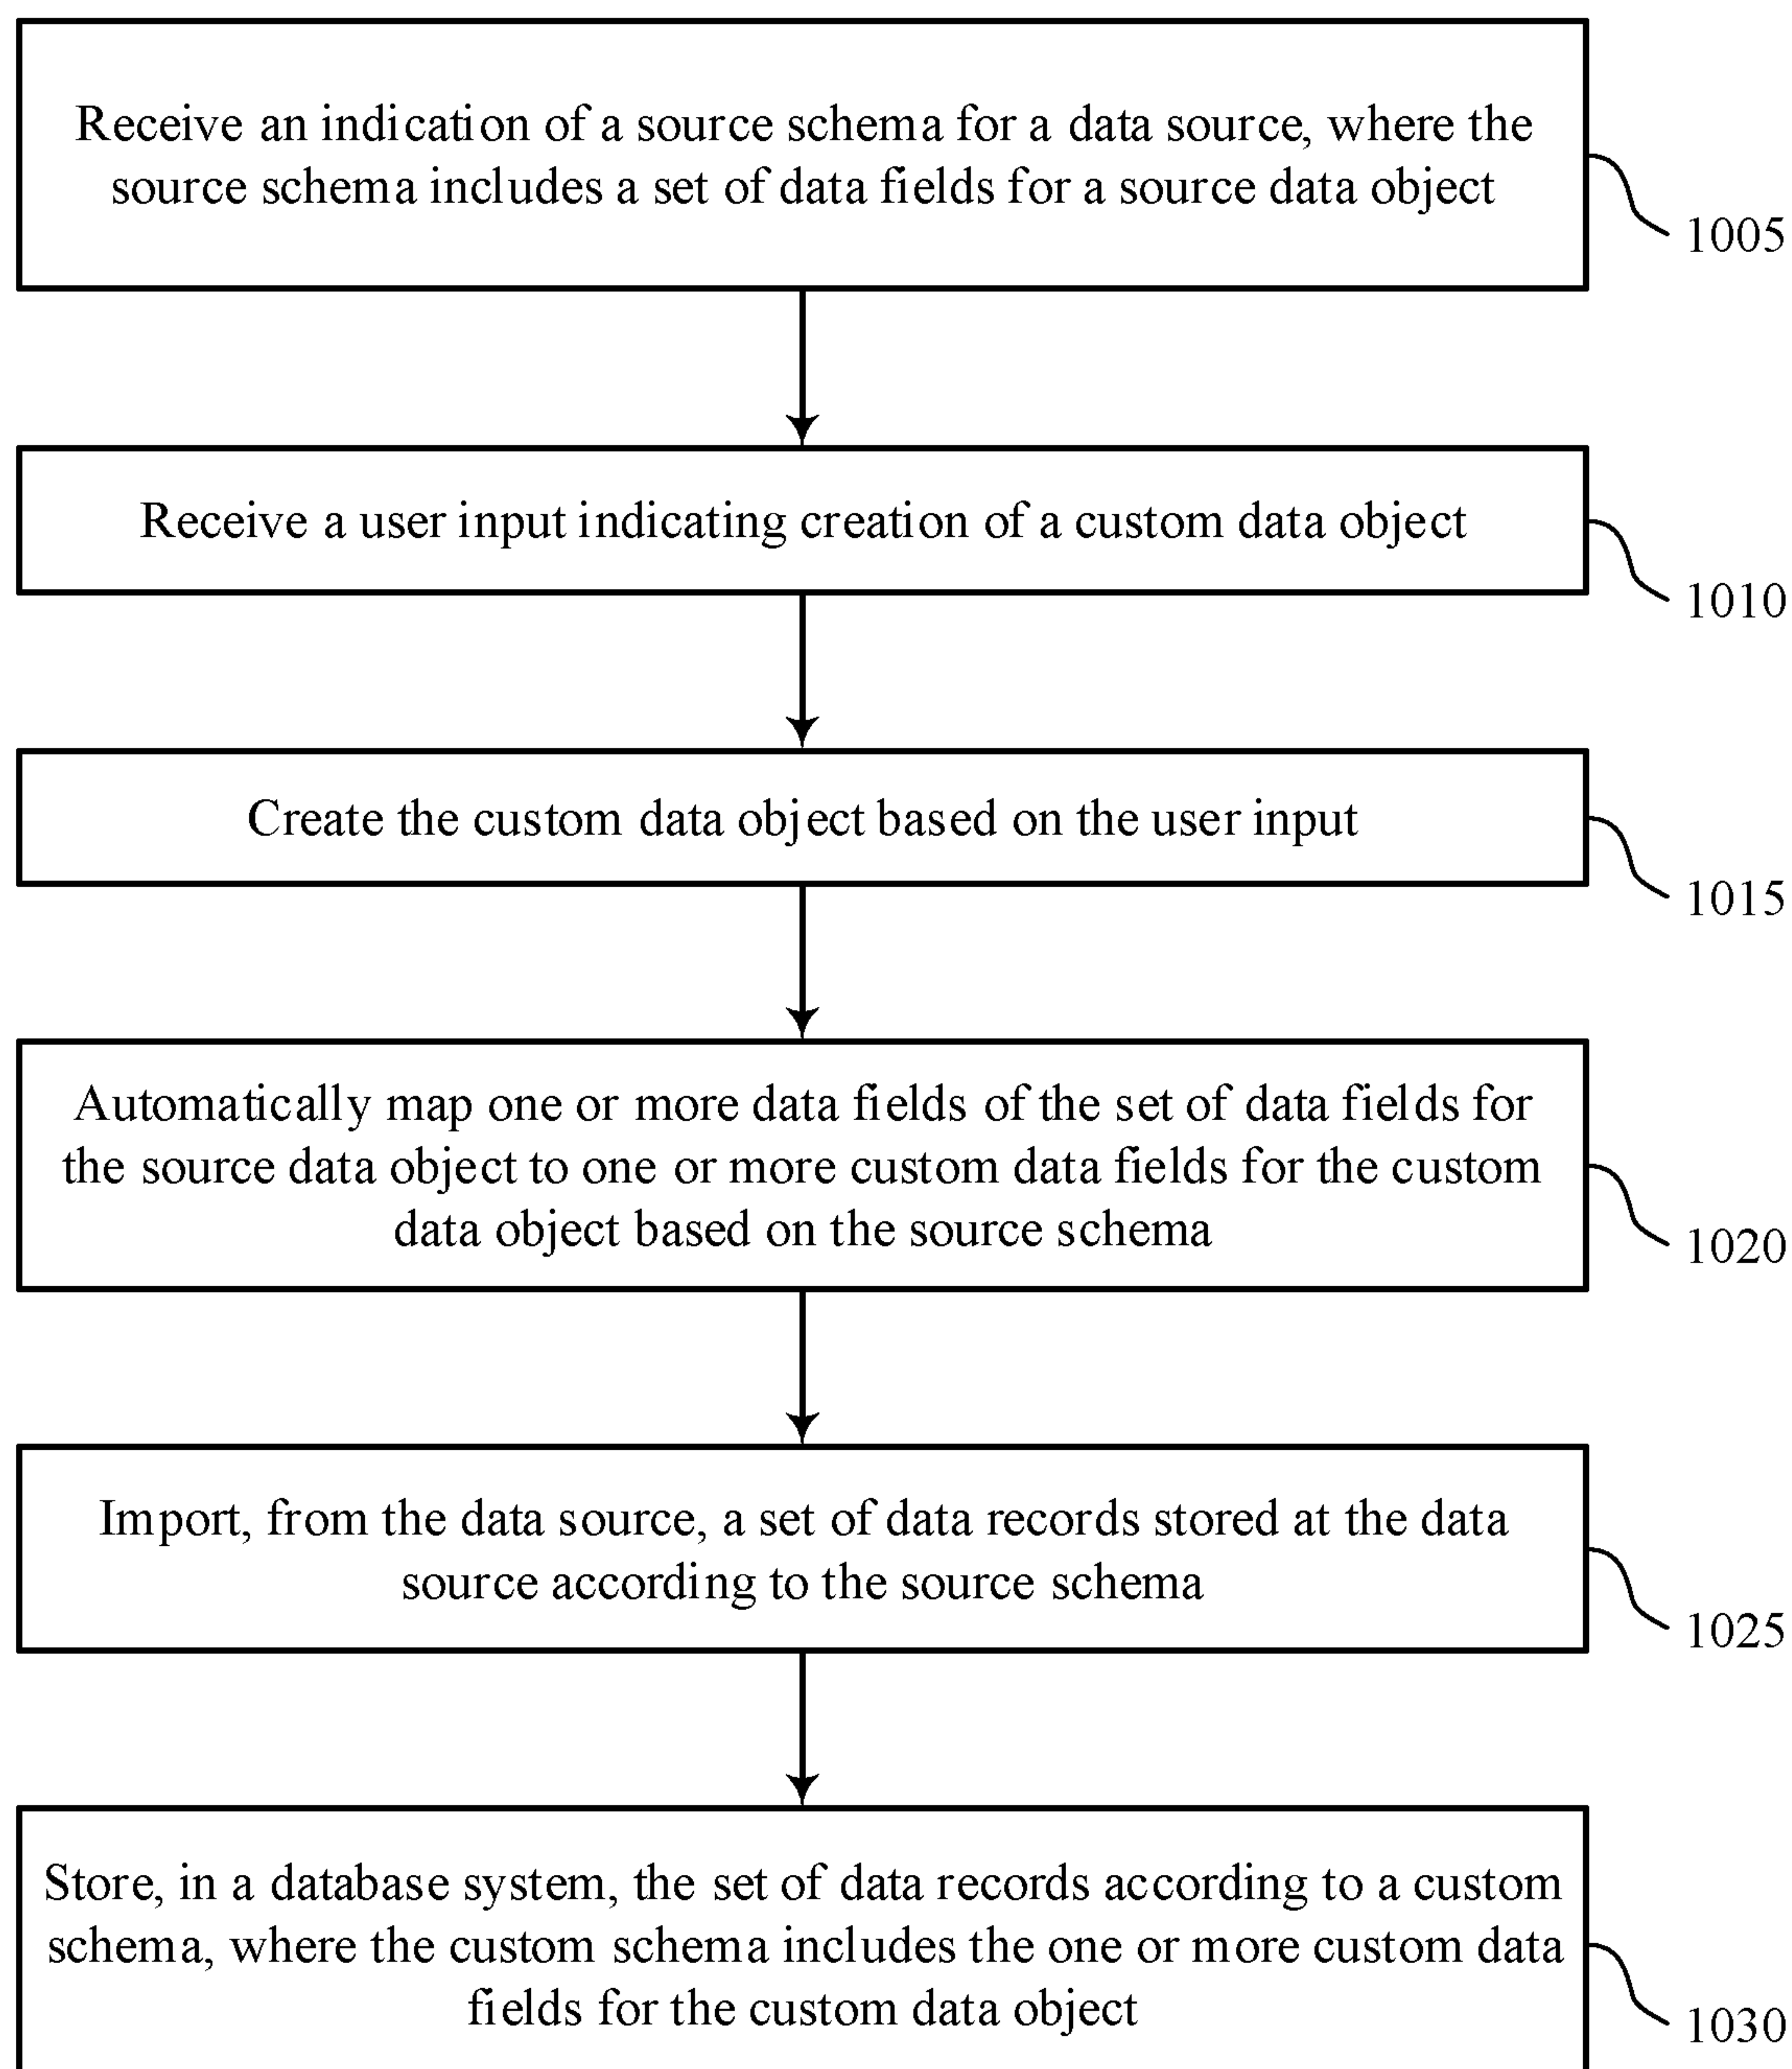 Receive an indication of a source schema for a data source, where the
source schema includes a set of data fields for a source data object
1005
Receive a user input indicating creation of a custom data object
1010
Create the custom data object based on the user input
1015
Automatically map one or more data fields of the set of data fields for
the source data object to one or more custom data fields for the custom
data object based on the source schema
1020
Import, from the data source, a set of data records stored at the data
source according to the source schema
1025
Store, in a database system, the set of data records according to a custom
schema, where the custom schema includes the one or more custom data
fields for the custom data object
1030